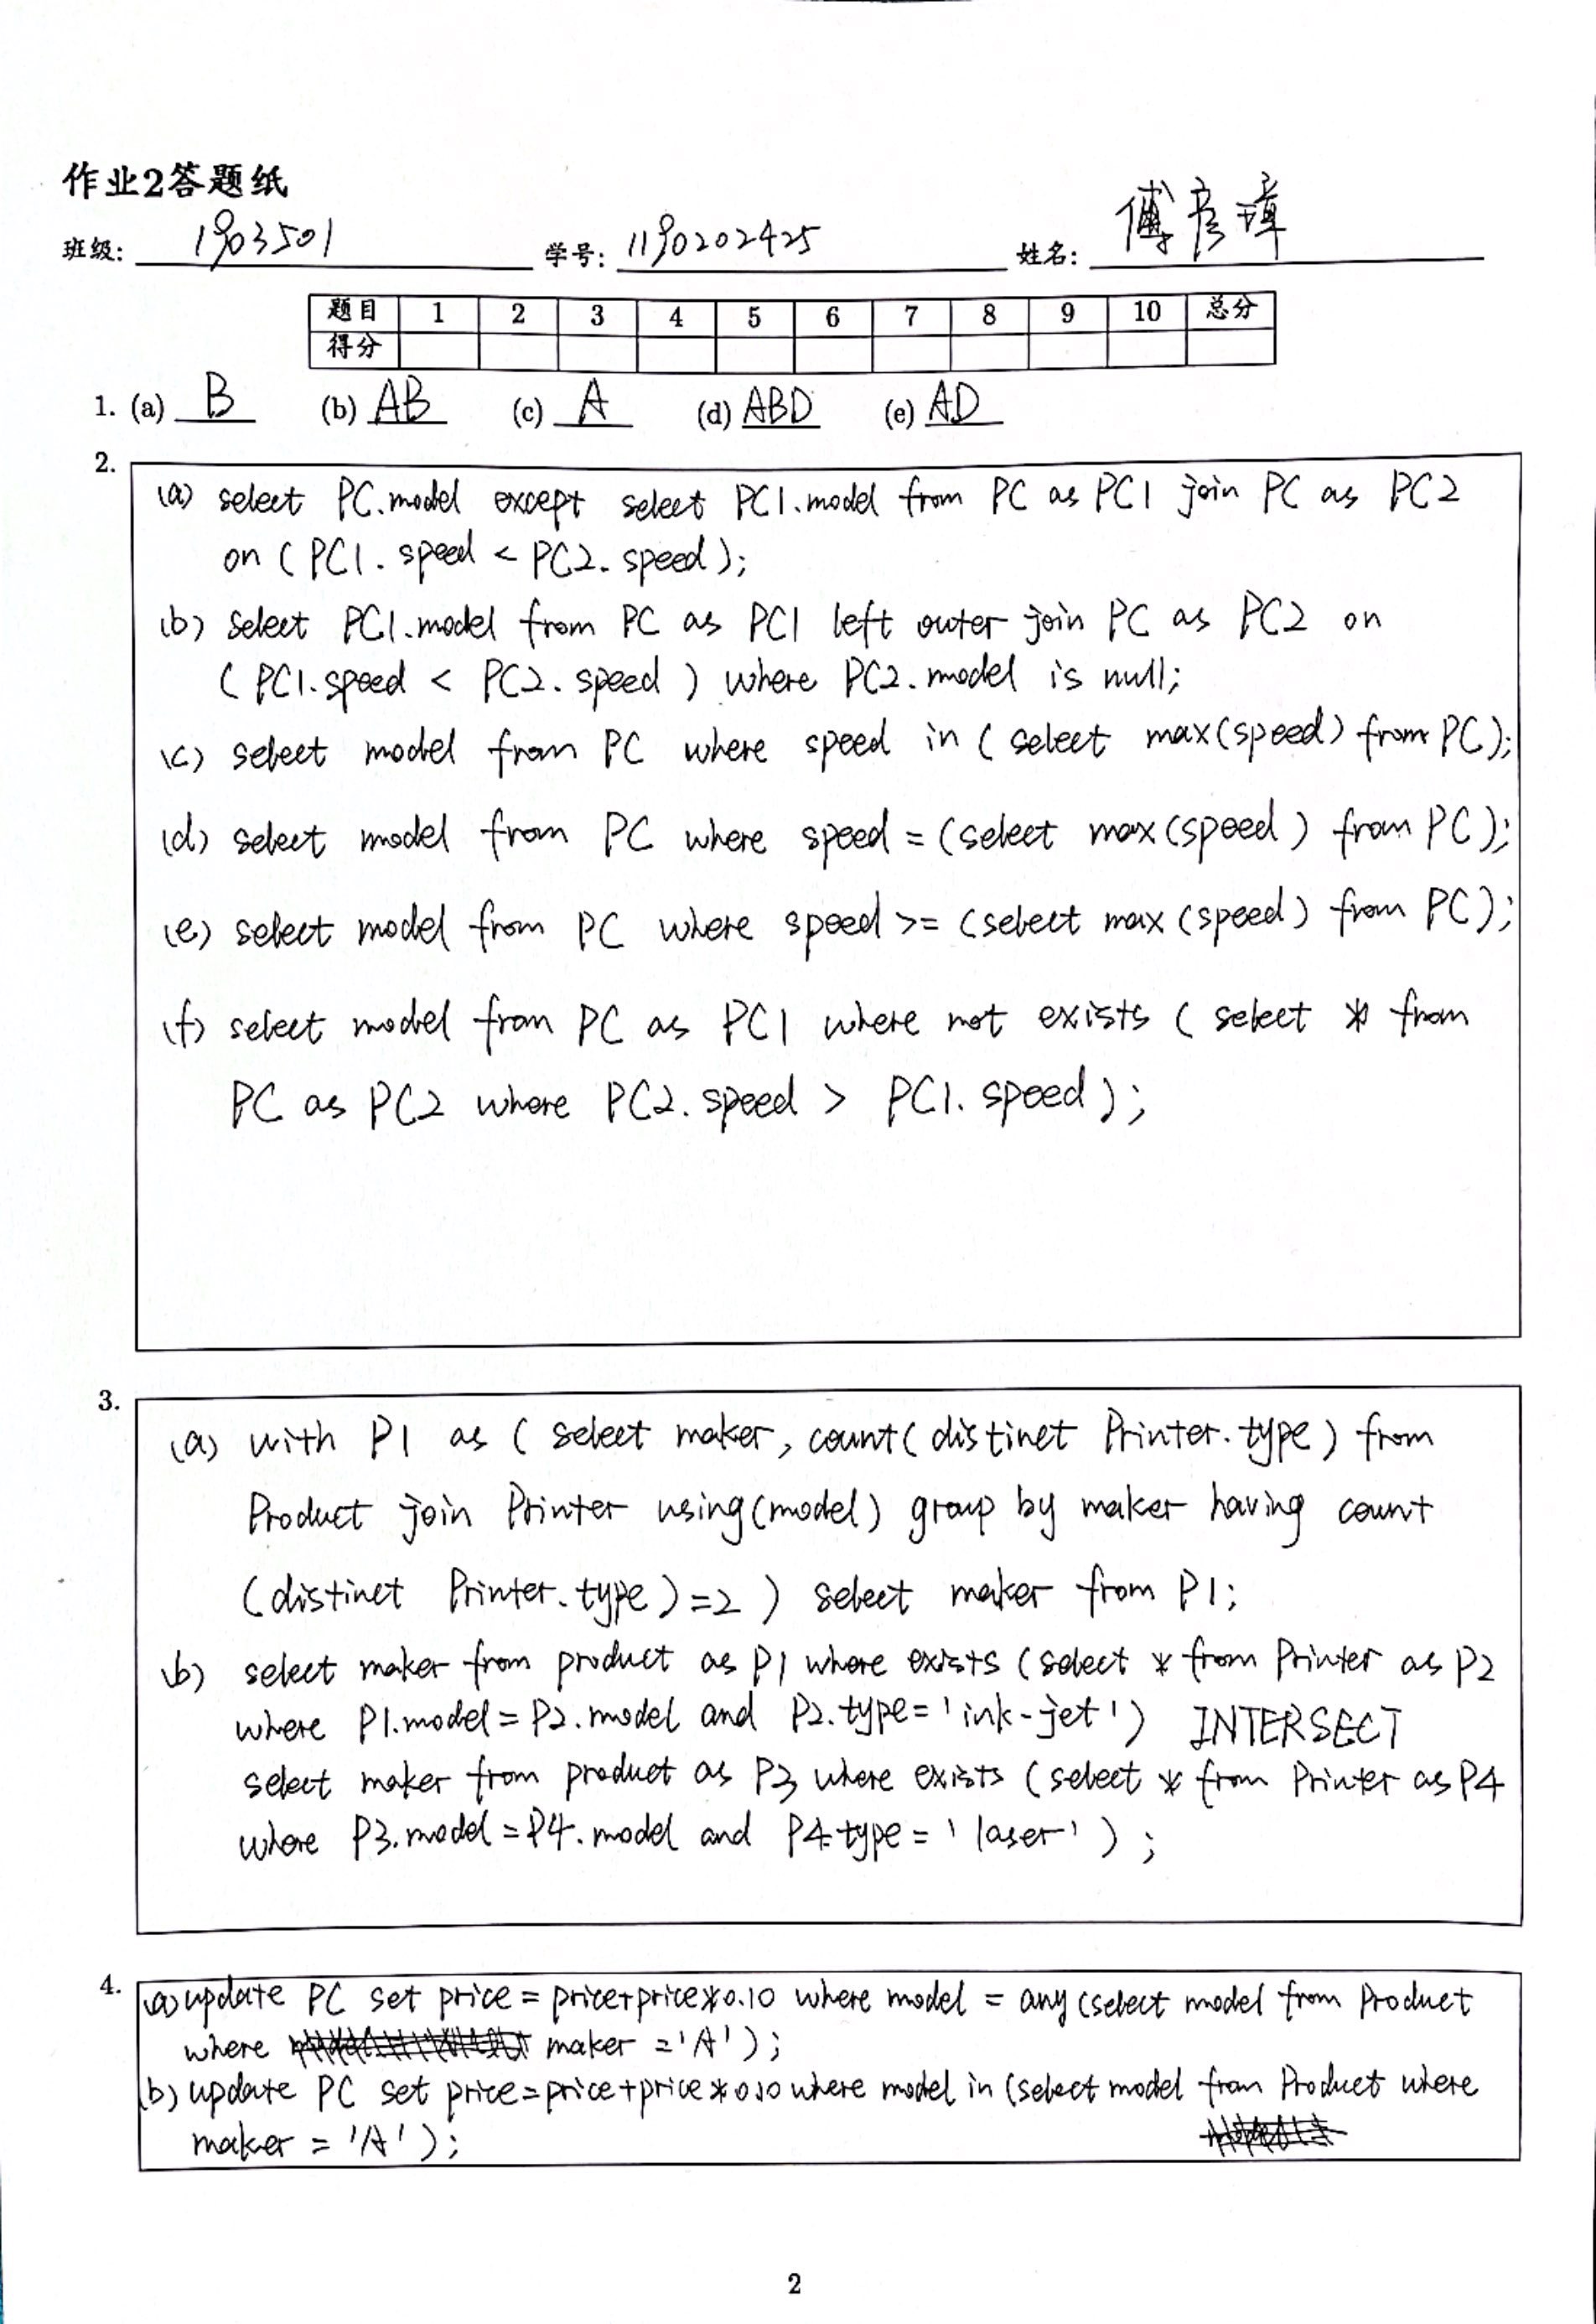 作业2答题纸
班级: 1903501 学号: 1190202425 姓名: 傅彦璋
题目 1 2 3 4 5 6 7 8 9 10 总分
得分
1. (a) B (b) AB (c) A (d) ABD (e) AD
2.
(a) select PC.model except select PC1.model from PC as PC1 join PC as PC2
on (PC1.speed < PC2.speed);
(b) select PC1.model from PC as PC1 left outer join PC as PC2 on
(PC1.speed < PC2.speed) where PC2.model is null;
(c) select model from PC where speed in (select max(speed) from PC);
(d) select model from PC where speed = (select max(speed) from PC);
(e) select model from PC where speed >= (select max(speed) from PC);
(f) select model from PC as PC1 where not exists (select * from
PC as PC2 where PC2.speed > PC1.speed);
3.
(a) with P1 as (select maker, count(distinct Printer.type) from
Product join Printer using(model) group by maker having count
(distinct Printer.type)=2) select maker from P1;
(b) select maker from product as P1 where exists (select * from Printer as P2
where P1.model=P2.model and P2.type='ink-jet') INTERSECT
select maker from product as P3 where exists (select * from Printer as P4
where P3.model=P4.model and P4.type='laser');
4.
(a) update PC set price=price+price*0.10 where model = any (select model from Product
where maker ='A');
(b) update PC set price=price+price*0.10 where model in (select model from Product where
maker = 'A');
2